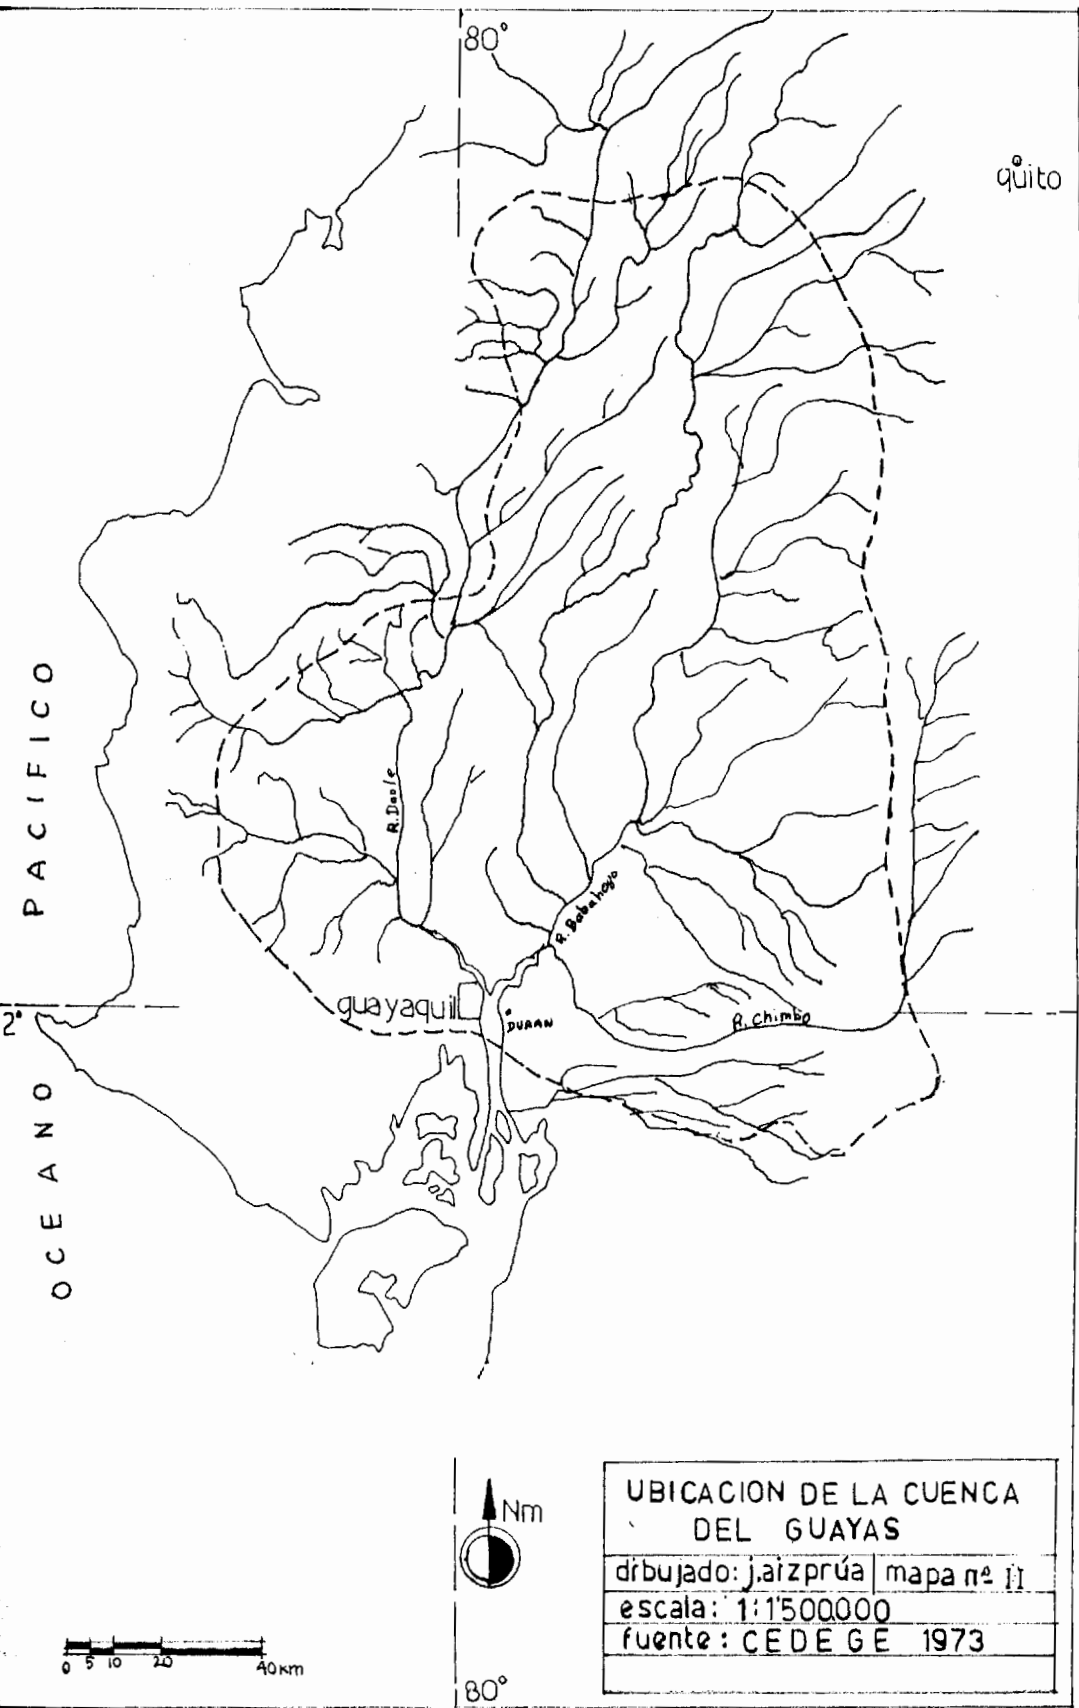 80°
quito
PACIFICO
R. Daule
R. Babahoyo
guayaquil
DURAN
R. Chimbo
2°
OCEANO
Nm
UBICACION DE LA CUENCA
DEL GUAYAS
dibujado: j.aizprúa mapa nº II
escala: 1:1'500.000
fuente: CEDEGE 1973
0 5 10 20 40 Km
80°